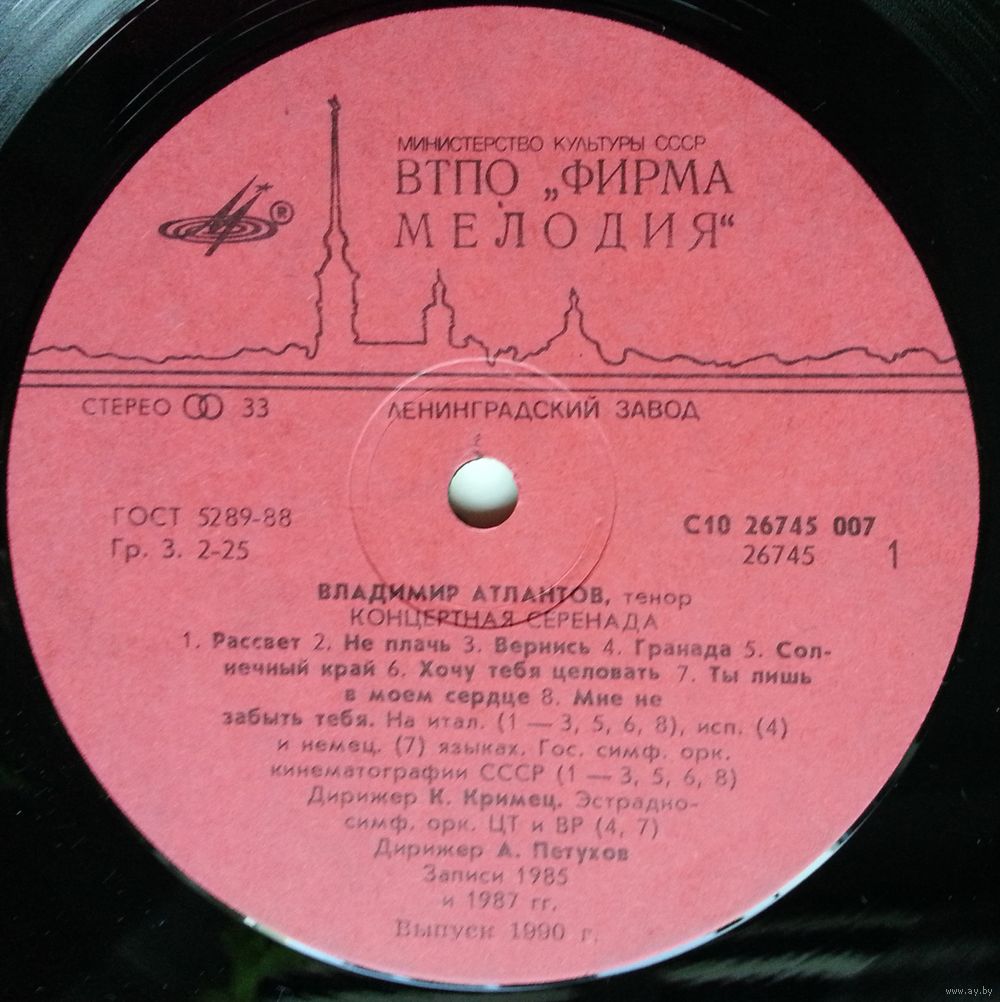 МИНИСТЕРСТВО КУЛЬТУРЫ СССР
ВТПО „ФИРМА
МЕЛОДИЯ“
®
СТЕРЕО 33
ЛЕНИНГРАДСКИЙ ЗАВОД
ГОСТ 5289-88
Гр. 3. 2-25
С10 26745 007
26745 1
ВЛАДИМИР АТЛАНТОВ, тенор
КОНЦЕРТНАЯ СЕРЕНАДА
1. Рассвет 2. Не плачь 3. Вернись 4. Гранада 5. Сол-
нечный край 6. Хочу тебя целовать 7. Ты лишь
в моем сердце 8. Мне не
забыть тебя. На итал. (1 — 3, 5, 6, 8), исп. (4)
и немец. (7) языках. Гос. симф. орк.
кинематографии СССР (1 — 3, 5, 6, 8)
Дирижер К. Кримец. Эстрадно-
симф. орк. ЦТ и ВР (4, 7)
Дирижер А. Петухов
Записи 1985
и 1987 гг.
Выпуск 1990 г.
www.ay.by